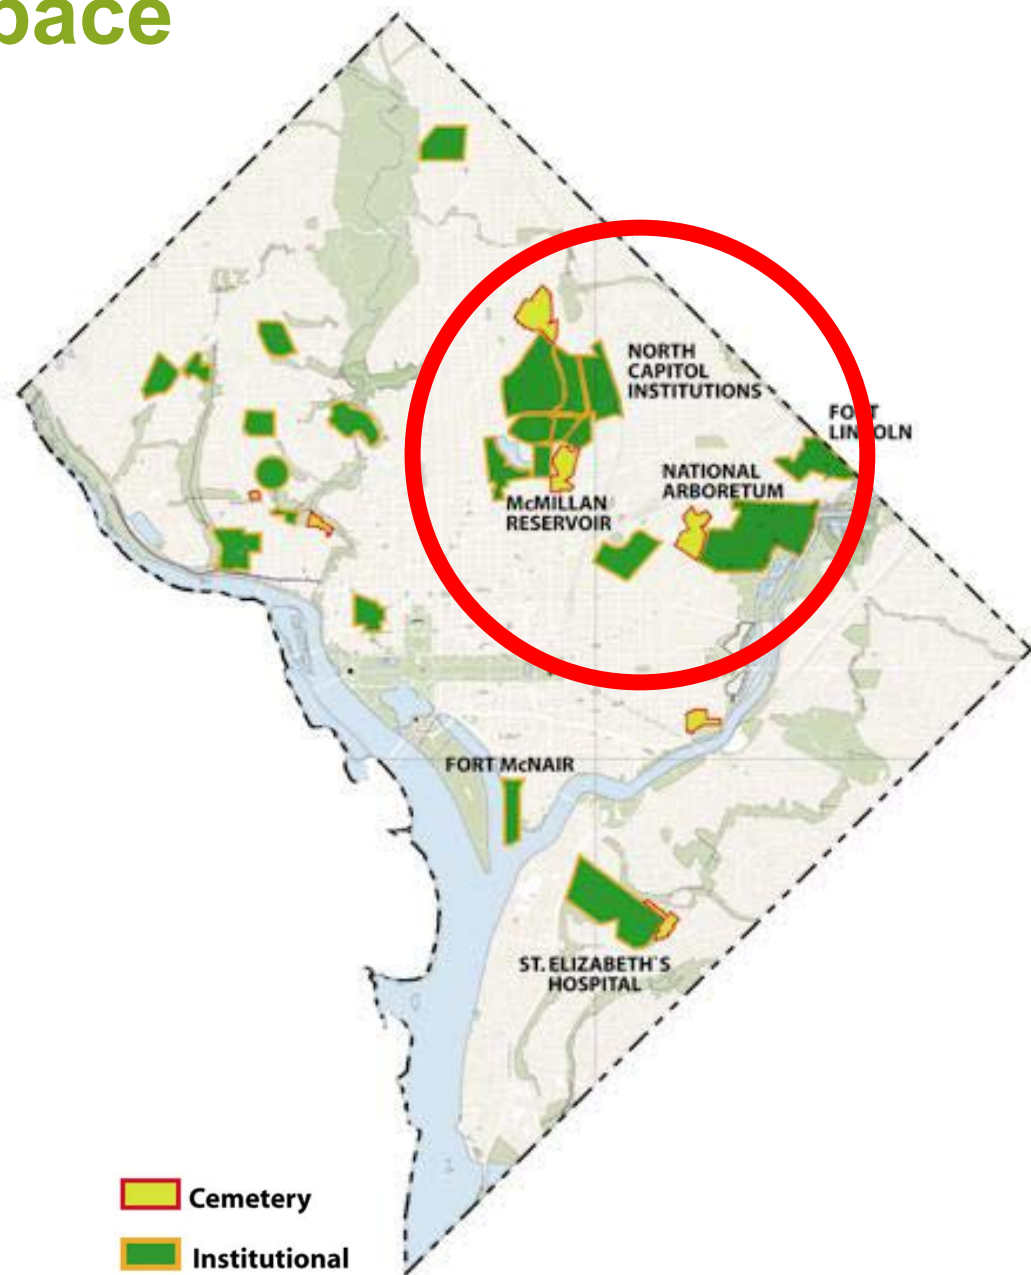 pace
NORTH
CAPITOL
INSTITUTIONS
FORT
LINCOLN
NATIONAL
ARBORETUM
McMILLAN
RESERVOIR
FORT McNAIR
ST. ELIZABETH`S
HOSPITAL
Cemetery
Institutional